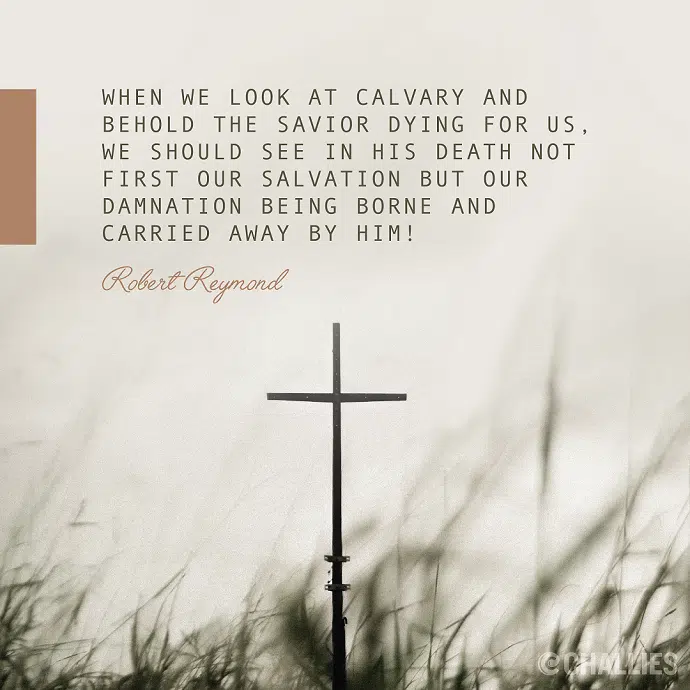 WHEN WE LOOK AT CALVARY AND
BEHOLD THE SAVIOR DYING FOR US,
WE SHOULD SEE IN HIS DEATH NOT
FIRST OUR SALVATION BUT OUR
DAMNATION BEING BORNE AND
CARRIED AWAY BY HIM!
Robert Reymond
©CHALLIES